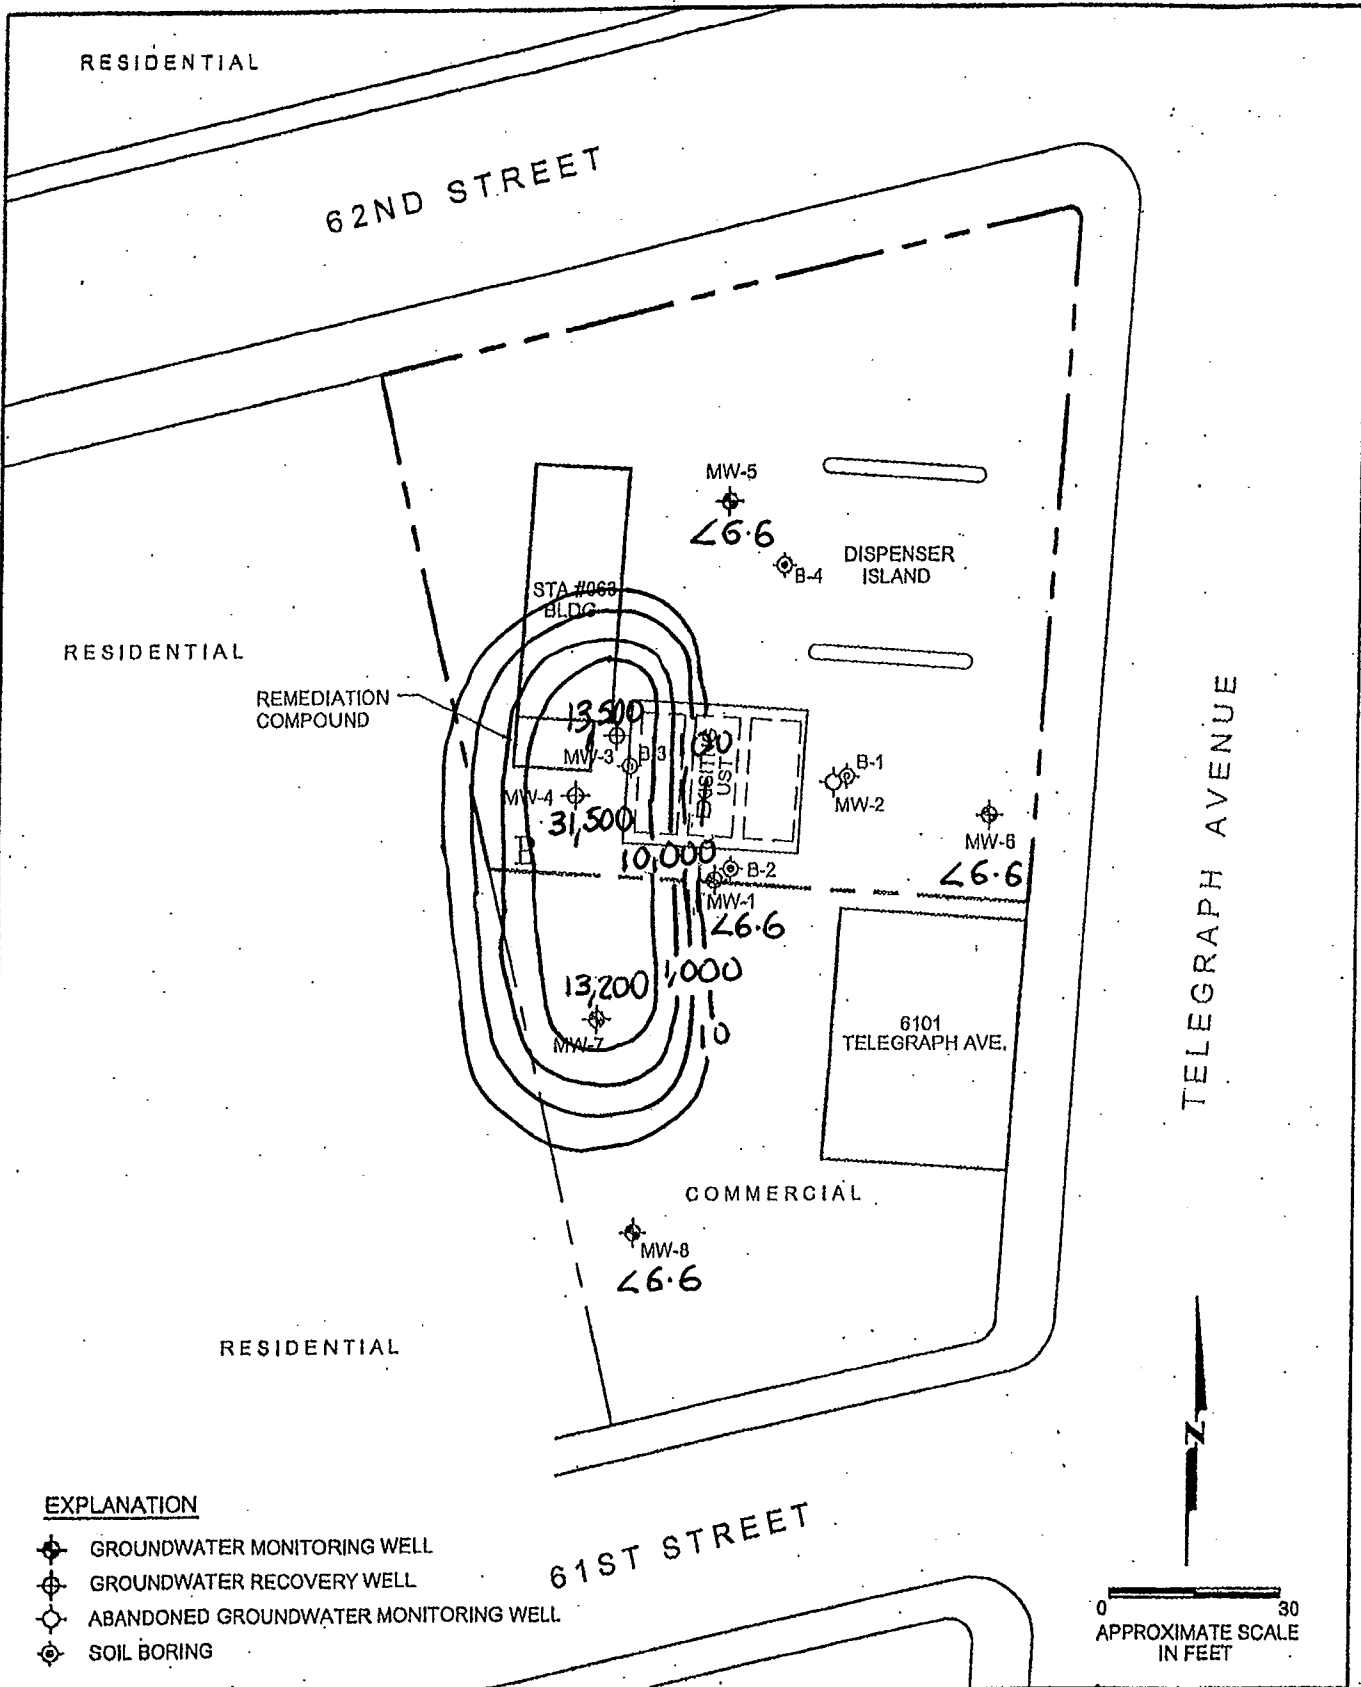 RESIDENTIAL
62ND STREET
MW-5
<6.6
B-4
DISPENSER
ISLAND
STA #063
BLDG
RESIDENTIAL
REMEDIATION
COMPOUND
13,500
MW-3
B-3
100
EXISTING
UST
B-1
MW-2
MW-4
31,500
MW-6
<6.6
10,000
B-2
MW-1
<6.6
TELEGRAPH AVENUE
13,200
1,000
MW-7
10
6101
TELEGRAPH AVE.
COMMERCIAL
MW-8
<6.6
RESIDENTIAL
61ST STREET
EXPLANATION
GROUNDWATER MONITORING WELL
GROUNDWATER RECOVERY WELL
ABANDONED GROUNDWATER MONITORING WELL
SOIL BORING
N
0 30
APPROXIMATE SCALE
IN FEET